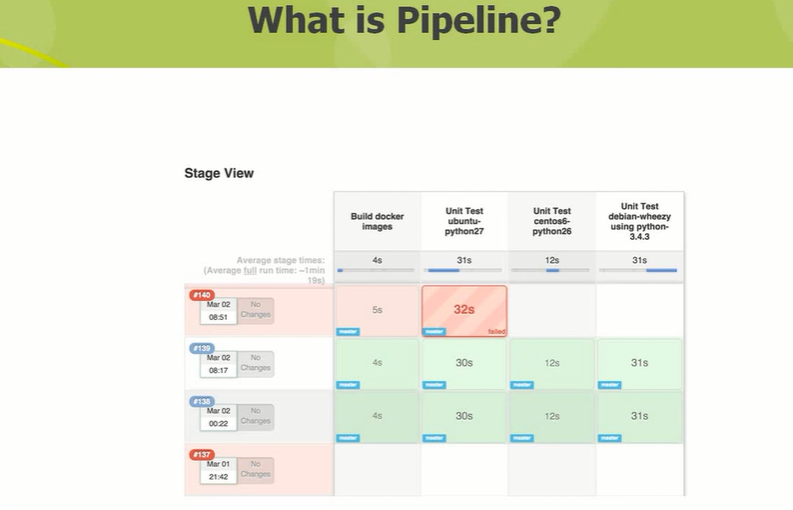 What is Pipeline?
Stage View
Build docker
images
Unit Test
ubuntu-
python27
Unit Test
centos6-
python26
Unit Test
debian-wheezy
using python-
3.4.3
Average stage times:
(Average full run time: ~1min
19s)
4s
31s
12s
31s
#140
Mar 02
08:51
No
Changes
5s
master
32s
master
failed
#139
Mar 02
08:17
No
Changes
4s
master
30s
master
12s
master
31s
master
#138
Mar 02
00:22
No
Changes
4s
master
30s
master
12s
master
31s
master
#137
Mar 01
21:42
No
Changes